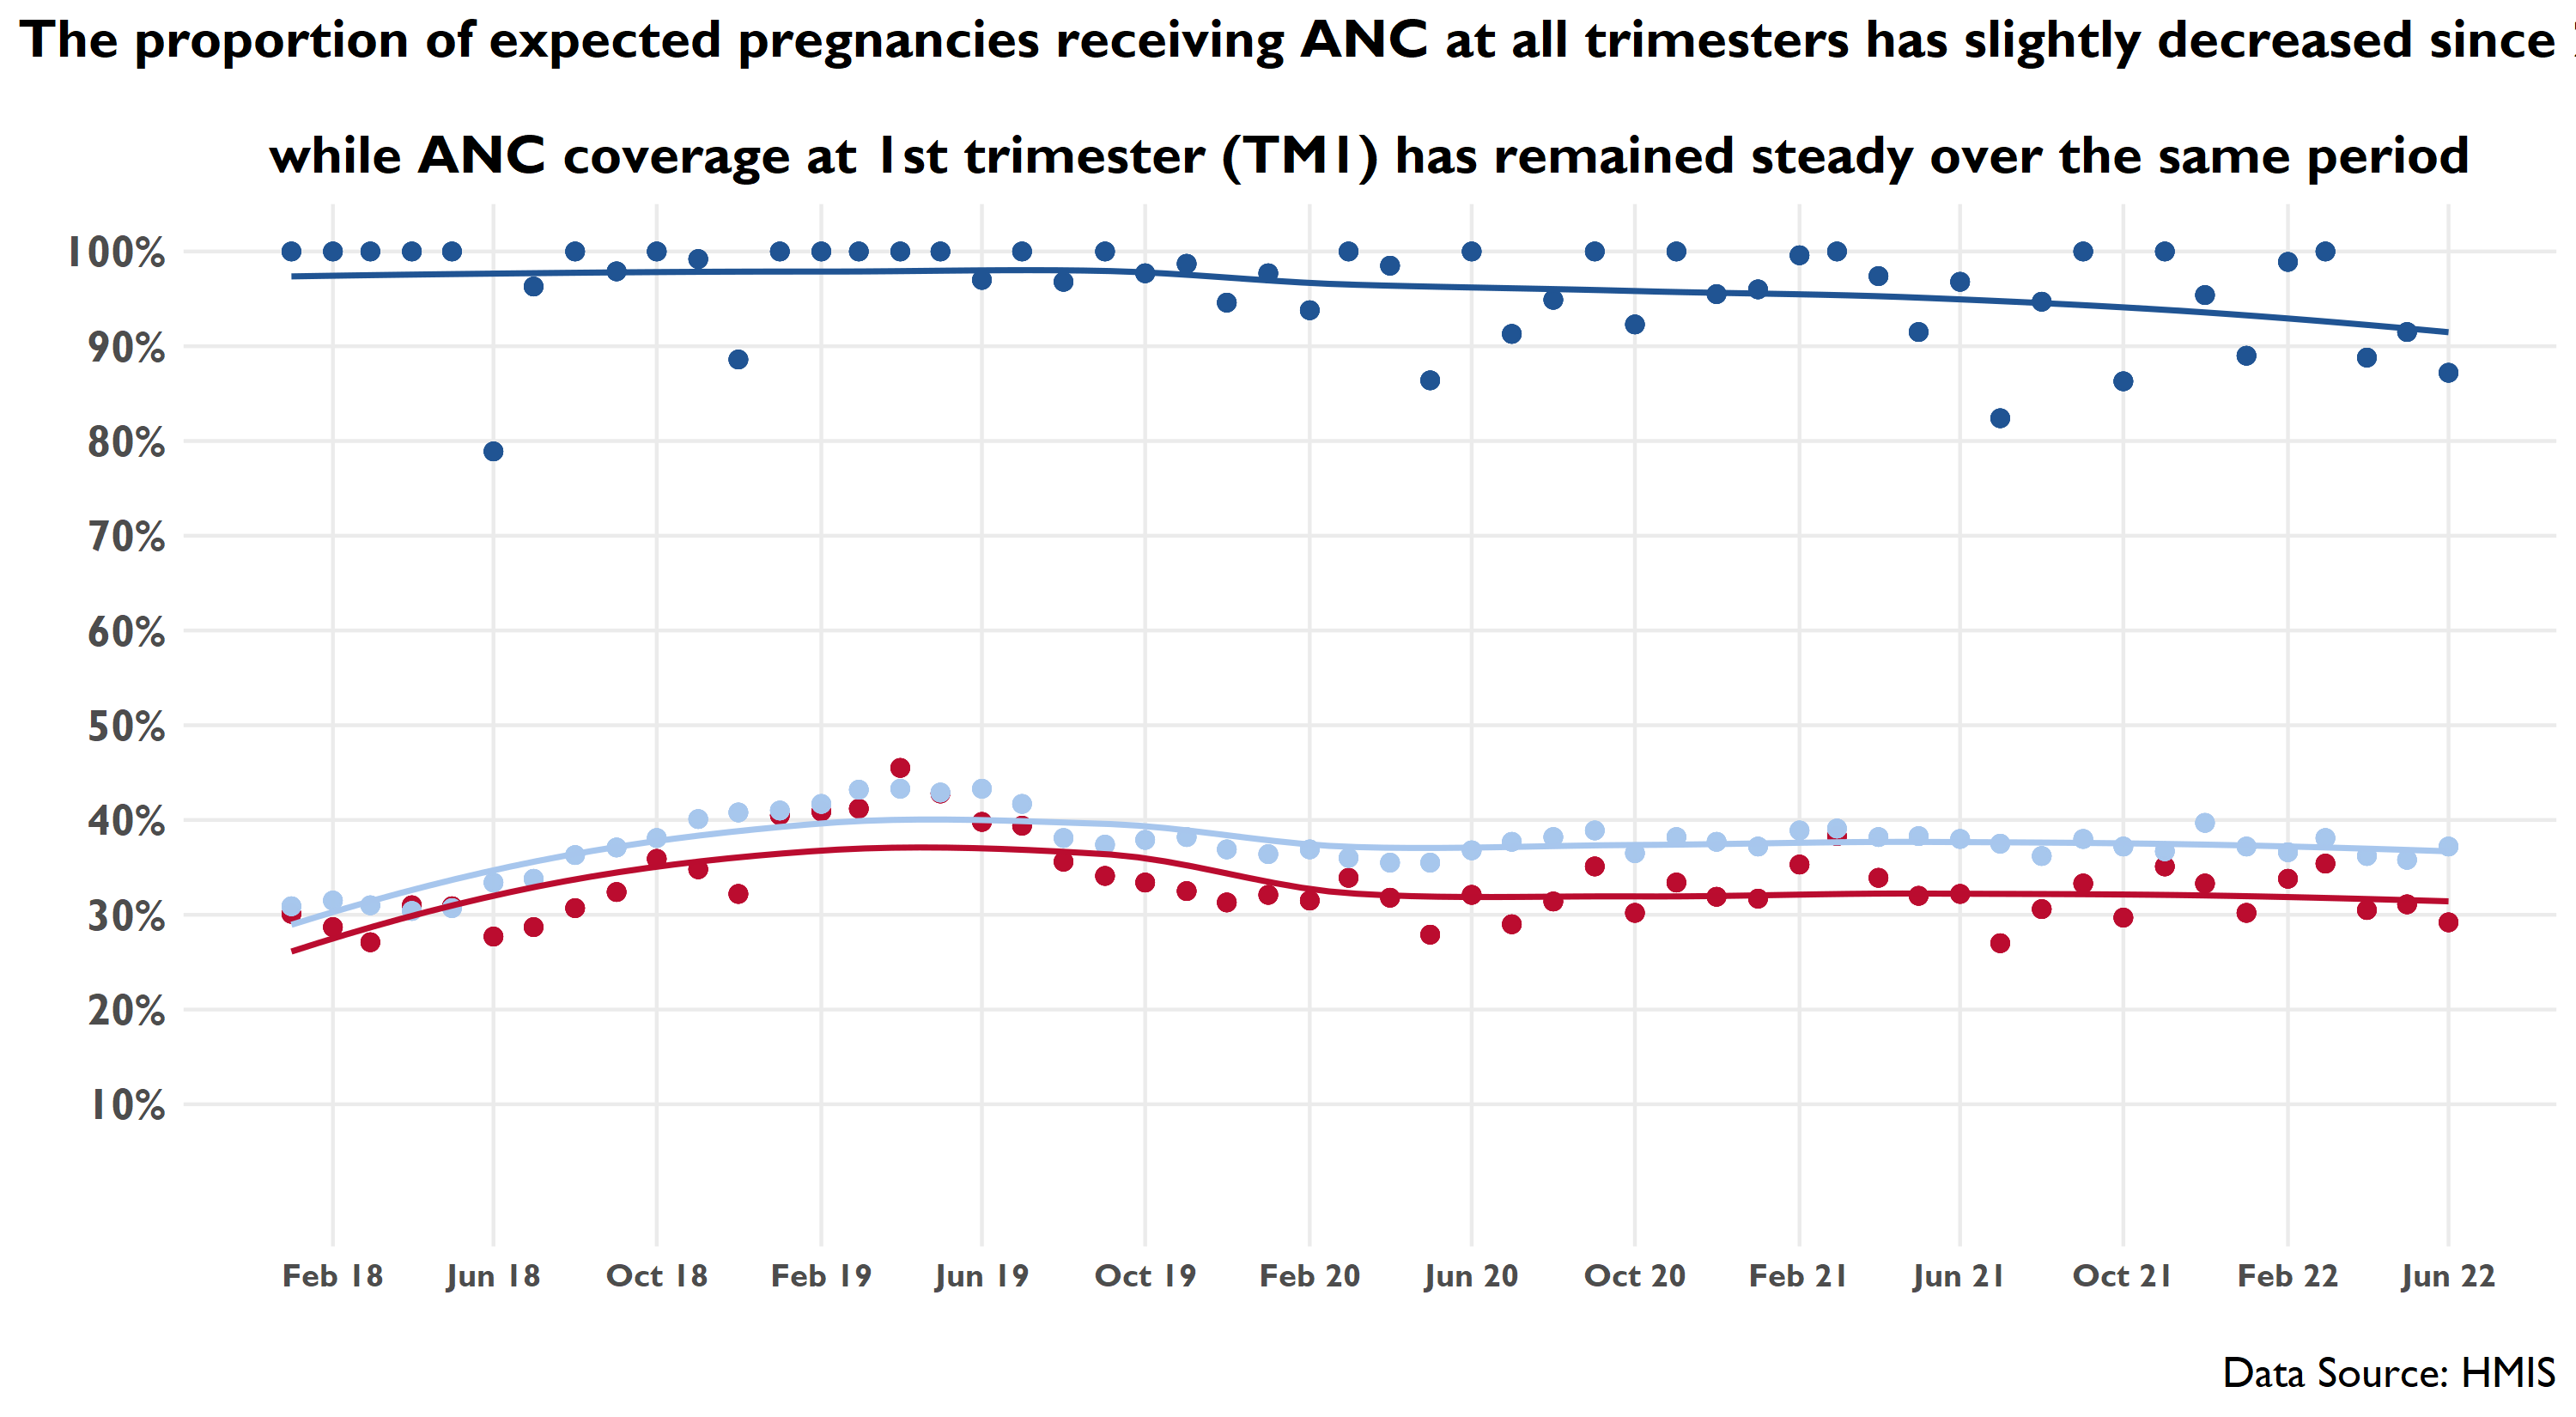 The proportion of expected pregnancies receiving ANC at all trimesters has slightly decreased since
while ANC coverage at 1st trimester (TM1) has remained steady over the same period
100%
90%
80%
70%
60%
50%
40%
30%
20%
10%
Feb 18 Jun 18 Oct 18 Feb 19 Jun 19 Oct 19 Feb 20 Jun 20 Oct 20 Feb 21 Jun 21 Oct 21 Feb 22 Jun 22
Data Source: HMIS